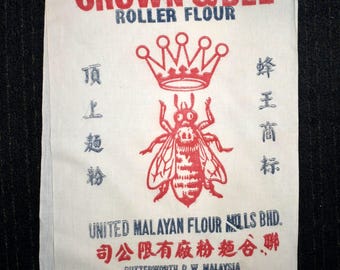 CROWN & BEE
ROLLER FLOUR
蜂王商标
頂上麵粉
UNITED MALAYAN FLOUR MILLS BHD.
聯合麵粉廠有限公司
BUTTERWORTH P.W. MALAYSIA